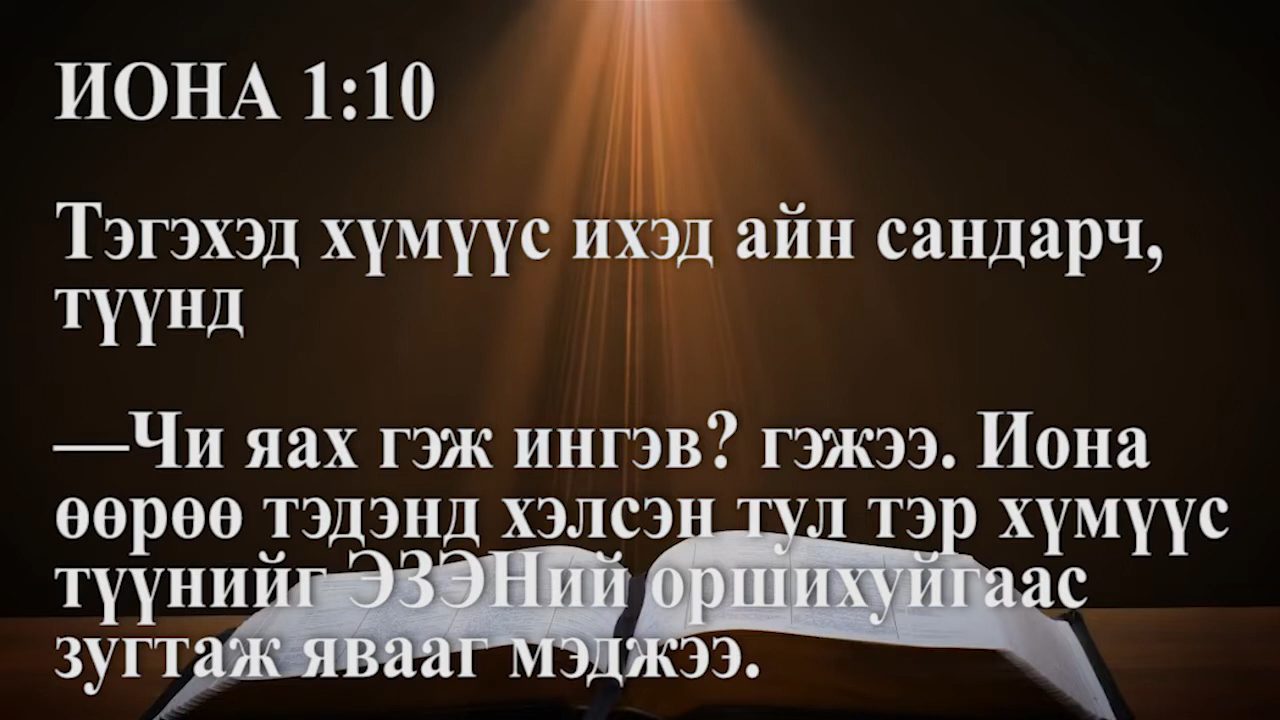 ИОНА 1:10
Тэгэхэд хүмүүс ихэд айн сандарч,
түүнд
—Чи яах гэж ингэв? гэжээ. Иона
өөрөө тэдэнд хэлсэн тул тэр хүмүүс
түүнийг ЭЗЭНий оршихуйгаас
зугтаж явааг мэджээ.